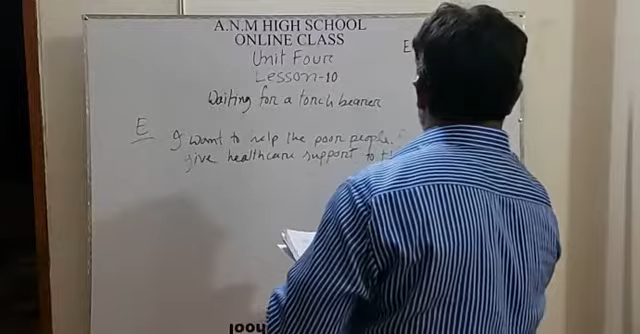 A.N.M HIGH SCHOOL
ONLINE CLASS
E
Unit Four
Lesson-10
Waiting for a torch bearer
E
I want to help the poor people.
give healthcare support to
hool